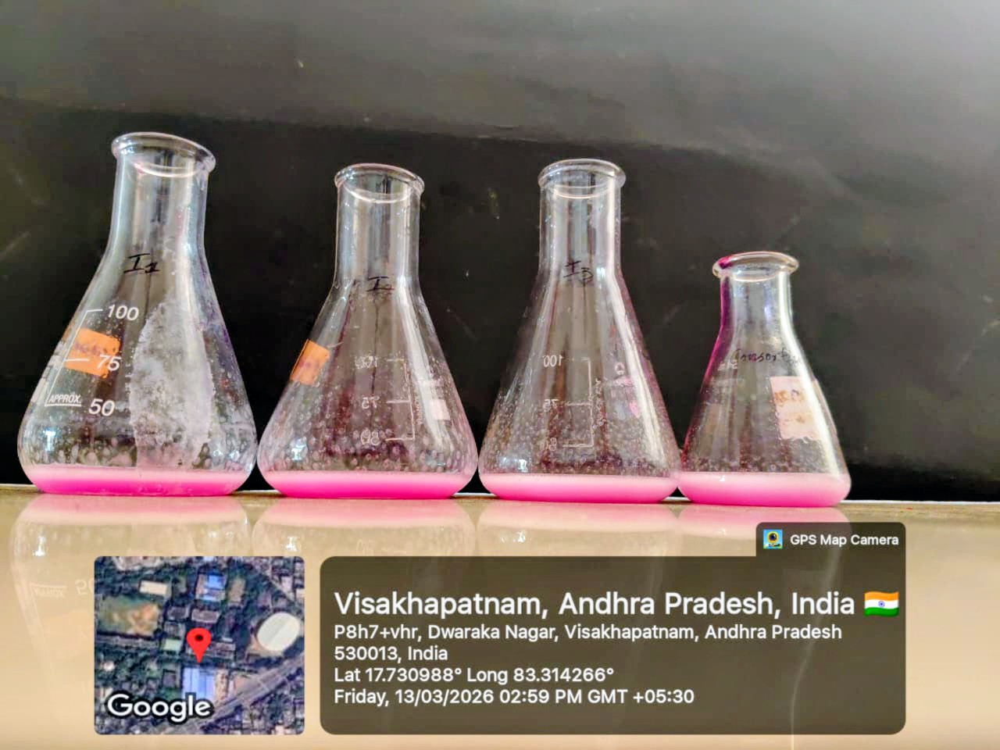 I1
I2
I3
100
75
APPROX.
50
100
75
50
100
75
50
GPS Map Camera
Google
Visakhapatnam, Andhra Pradesh, India
P8h7+vhr, Dwaraka Nagar, Visakhapatnam, Andhra Pradesh
530013, India
Lat 17.730988° Long 83.314266°
Friday, 13/03/2026 02:59 PM GMT +05:30